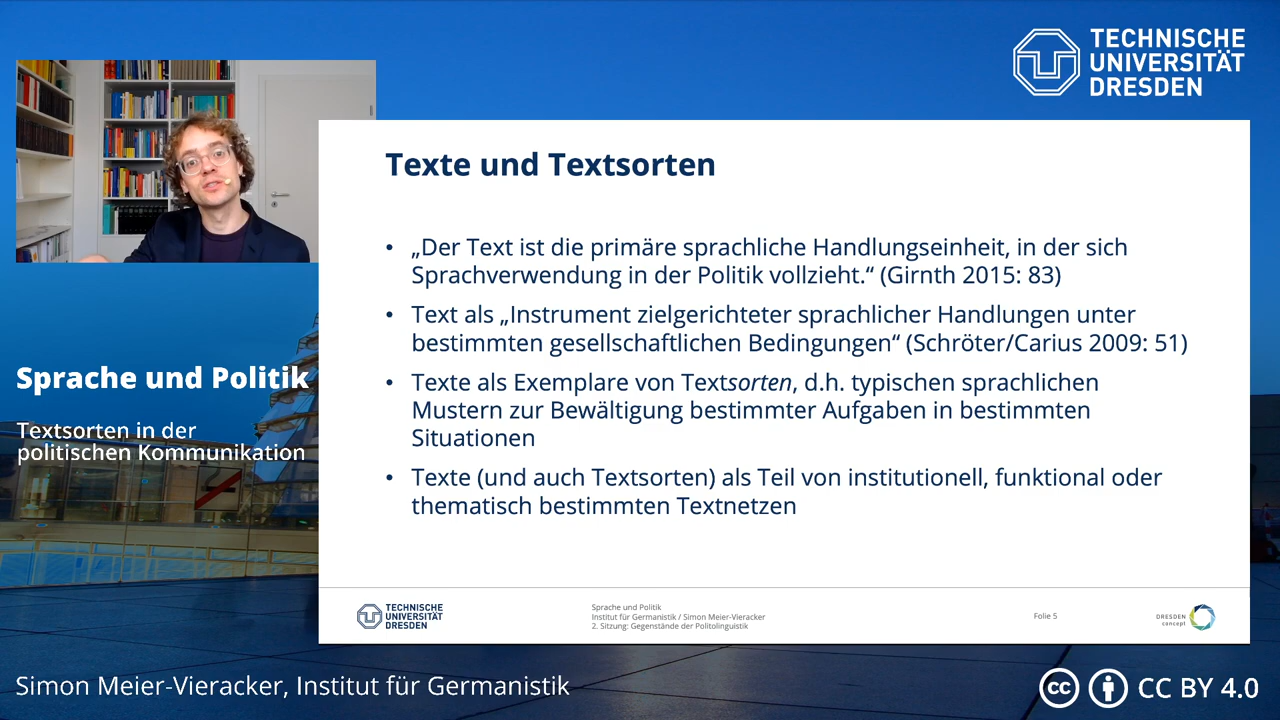 TECHNISCHE
UNIVERSITÄT
DRESDEN
Texte und Textsorten
• „Der Text ist die primäre sprachliche Handlungseinheit, in der sich
Sprachverwendung in der Politik vollzieht.“ (Girnth 2015: 83)
• Text als „Instrument zielgerichteter sprachlicher Handlungen unter
bestimmten gesellschaftlichen Bedingungen“ (Schröter/Carius 2009: 51)
• Texte als Exemplare von Textsorten, d.h. typischen sprachlichen
Mustern zur Bewältigung bestimmter Aufgaben in bestimmten
Situationen
• Texte (und auch Textsorten) als Teil von institutionell, funktional oder
thematisch bestimmten Textnetzen
Sprache und Politik
Textsorten in der
politischen Kommunikation
TECHNISCHE
UNIVERSITÄT
DRESDEN
Sprache und Politik
Institut für Germanistik / Simon Meier-Vieracker
2. Sitzung: Gegenstände der Politolinguistik
Folie 5
DRESDEN
concept
Simon Meier-Vieracker, Institut für Germanistik
cc CC BY 4.0